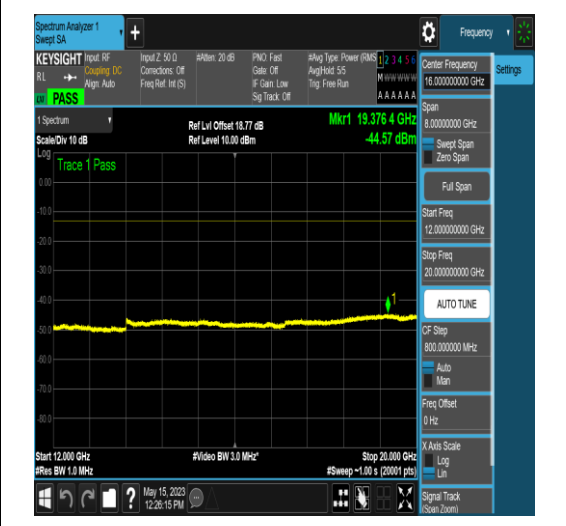 Spectrum Analyzer 1
Swept SA
+
Frequency
KEYSIGHT
RL
PASS
Input: RF
Coupling: DC
Align: Auto
Input Z: 50 Ω
Corrections: Off
Freq Ref: Int (S)
#Atten: 20 dB
PNO: Fast
Gate: Off
IF Gain: Low
Sig Track: Off
#Avg Type: Power (RMS
Avg|Hold: 5/5
Trig: Free Run
1 2 3 4 5 6
M W W W W W
A A A A A A
1 Spectrum
Scale/Div 10 dB
Ref Lvl Offset 18.77 dB
Ref Level 10.00 dBm
Mkr1 19.376 4 GHz
-44.57 dBm
Log
Trace 1 Pass
0.00
-10.0
-20.0
-30.0
-40.0
-50.0
-60.0
-70.0
-80.0
1
Start 12.000 GHz
#Res BW 1.0 MHz
#Video BW 3.0 MHz*
Stop 20.000 GHz
#Sweep ~1.00 s (20001 pts)
Center Frequency
16.000000000 GHz
Settings
Span
8.00000000 GHz
Swept Span
Zero Span
Full Span
Start Freq
12.000000000 GHz
Stop Freq
20.000000000 GHz
AUTO TUNE
CF Step
800.000000 MHz
Auto
Man
Freq Offset
0 Hz
X Axis Scale
Log
Lin
Signal Track
(Span Zoom)
?
May 15, 2023
12:26:15 PM